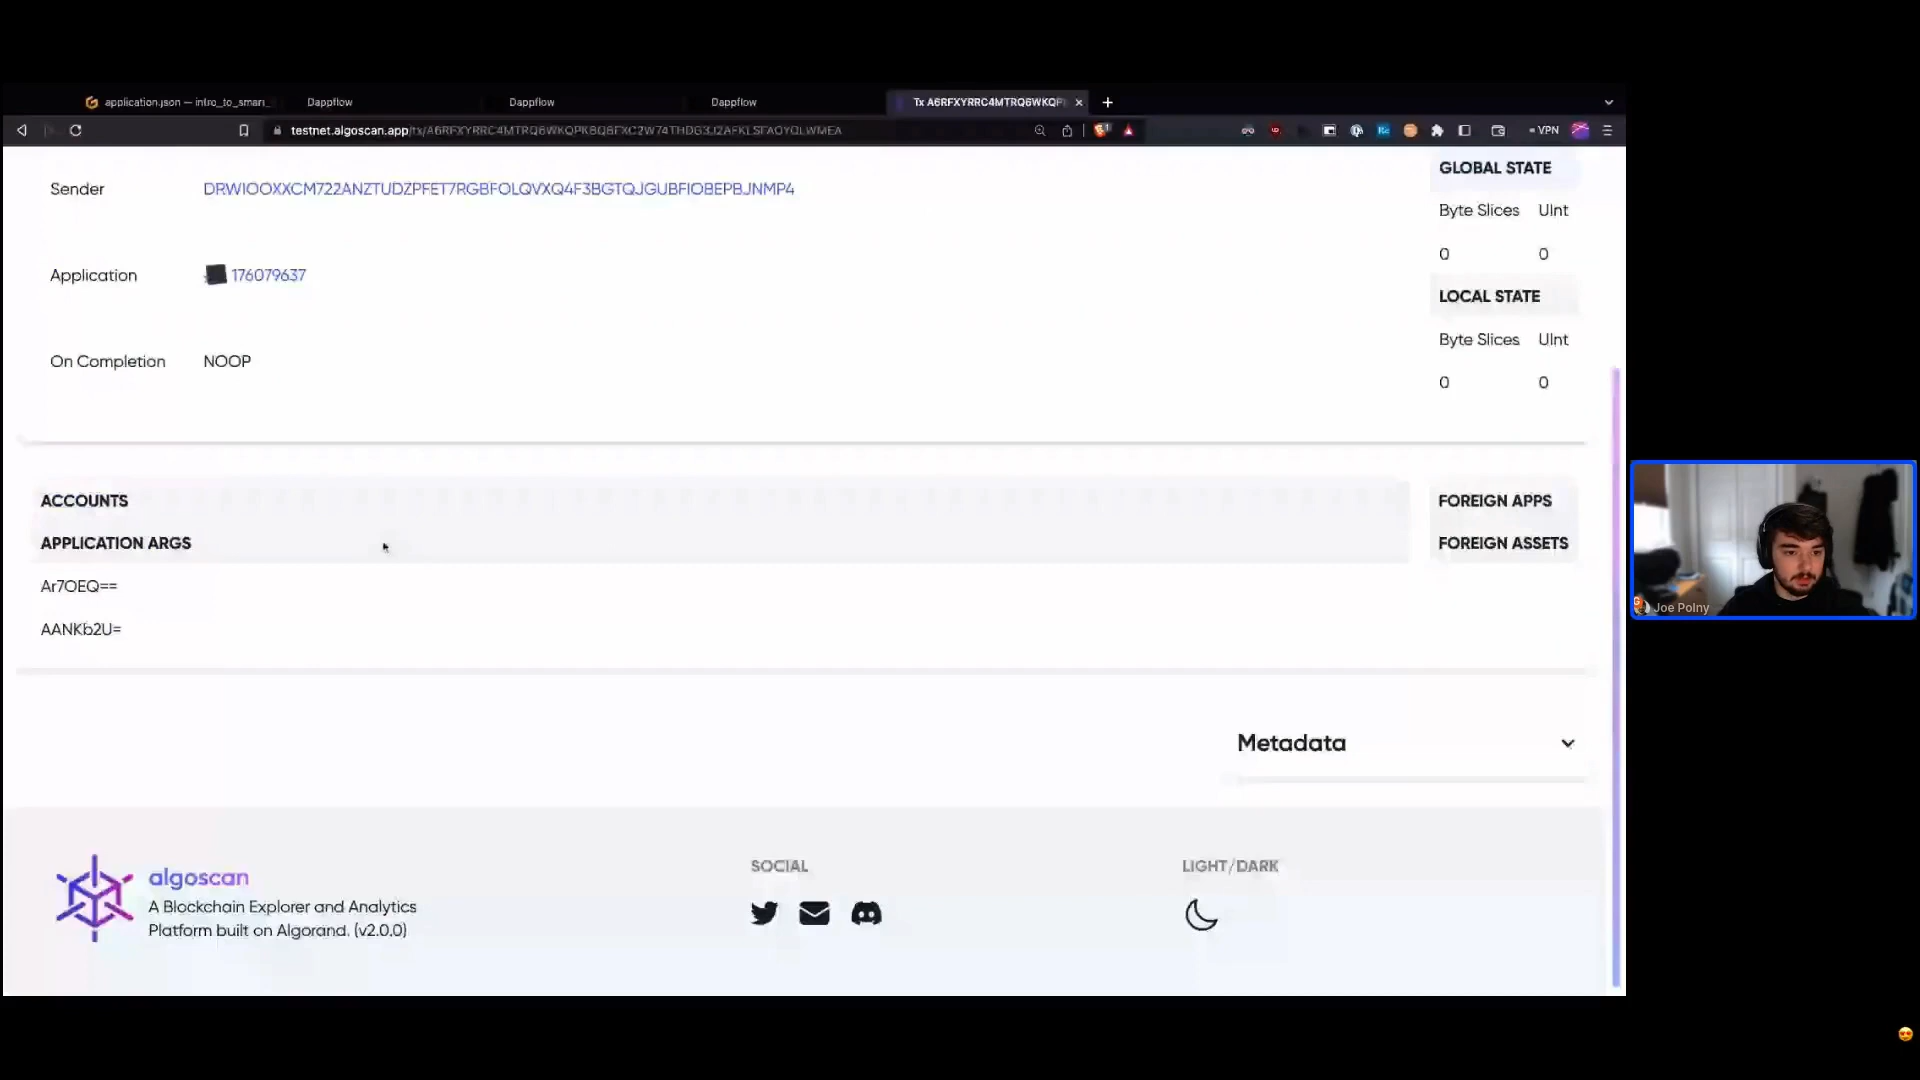 application.json — intro_to_smart_
Dappflow
Dappflow
Dappflow
Tx A6RFXYRRC4MTRQ6WKQP
testnet.algoscan.app/tx/A6RFXYRRC4MTRQ6WKQPKBQ6FXC2W74THDG3J2AFKLSFAOYQLWMEA
VPN
Sender
DRWIOOXXCM722ANZTUDZPFET7RGBFOLQVXQ4F3BGTQJGUBFIOBEPBJNMP4
Application
176079637
On Completion
NOOP
GLOBAL STATE
Byte Slices UInt
0 0
LOCAL STATE
Byte Slices UInt
0 0
ACCOUNTS
APPLICATION ARGS
Ar7OEQ==
AANKb2U=
FOREIGN APPS
FOREIGN ASSETS
Metadata
algoscan
A Blockchain Explorer and Analytics
Platform built on Algorand. (v2.0.0)
SOCIAL
LIGHT/DARK
Joe Polny